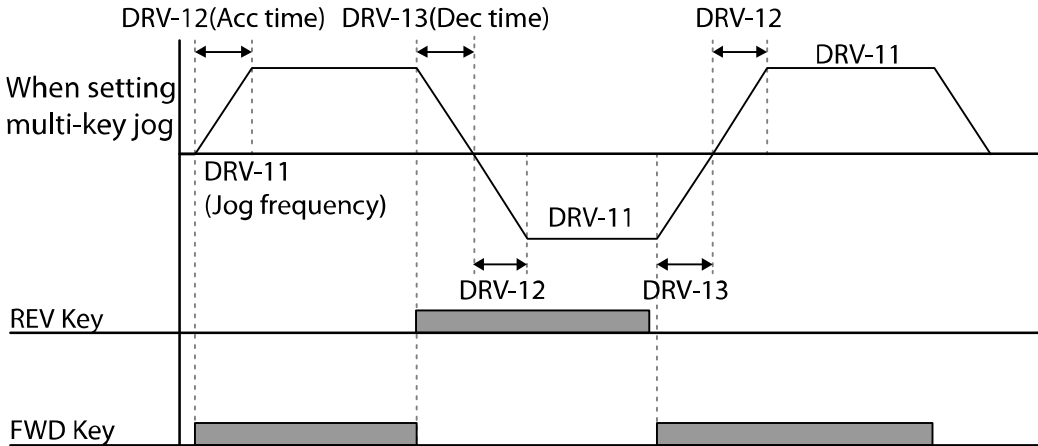 DRV-12(Acc time) DRV-13(Dec time) DRV-12
DRV-11
When setting
multi-key jog
DRV-11
(Jog frequency)
DRV-11
DRV-12 DRV-13
REV Key
FWD Key